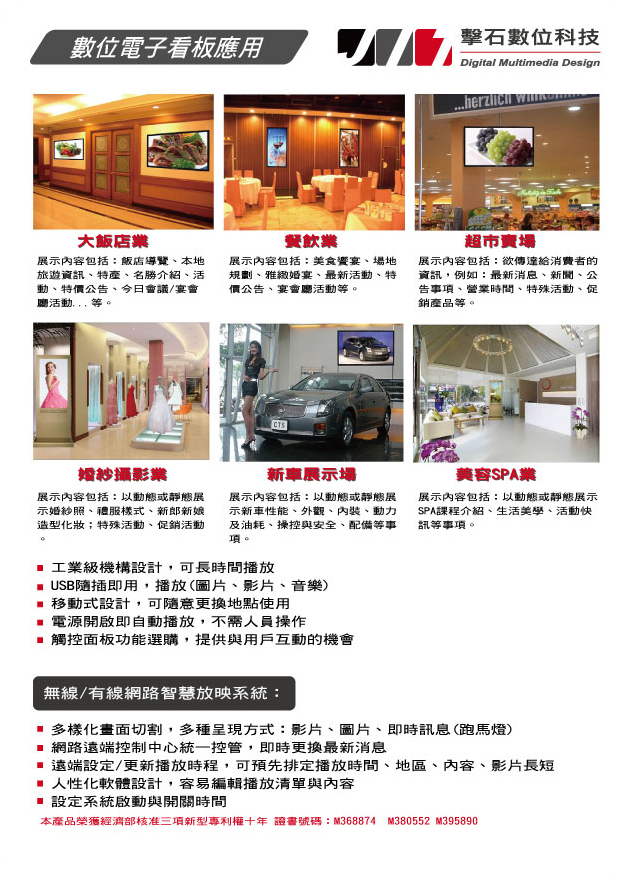 數位電子看板應用
擊石數位科技
Digital Multimedia Design
...herzlich willkommen
大飯店業
展示內容包括：飯店導覽、本地
旅遊資訊、特產、名勝介紹、活
動、特價公告、今日會議/宴會
廳活動...等。
餐飲業
展示內容包括：美食饗宴、場地
規劃、雅緻婚宴、最新活動、特
價公告、宴會廳活動等。
超市賣場
展示內容包括：欲傳達給消費者的
資訊，例如：最新消息、新聞、公
告事項、營業時間、特殊活動、促
銷產品等。
CTS
婚紗攝影業
展示內容包括：以動態或靜態展
示婚紗照、禮服樣式、新郎新娘
造型化妝；特殊活動、促銷活動
。
新車展示場
展示內容包括：以動態或靜態展
示新車性能、外觀、內裝、動力
及油耗、操控與安全、配備等事
項。
美容SPA業
展示內容包括：以動態或靜態展示
SPA課程介紹、生活美學、活動快
訊等事項。
工業級機構設計，可長時間播放
USB隨插即用，播放(圖片、影片、音樂)
移動式設計，可隨意更換地點使用
電源開啟即自動播放，不需人員操作
觸控面板功能選購，提供與用戶互動的機會
無線/有線網路智慧放映系統：
多樣化畫面切割，多種呈現方式：影片、圖片、即時訊息(跑馬燈)
網路遠端控制中心統一控管，即時更換最新消息
遠端設定/更新播放時程，可預先排定播放時間、地區、內容、影片長短
人性化軟體設計，容易編輯播放清單與內容
設定系統啟動與開關時間
本產品榮獲經濟部核准三項新型專利權十年 證書號碼：M368874 M380552 M395890